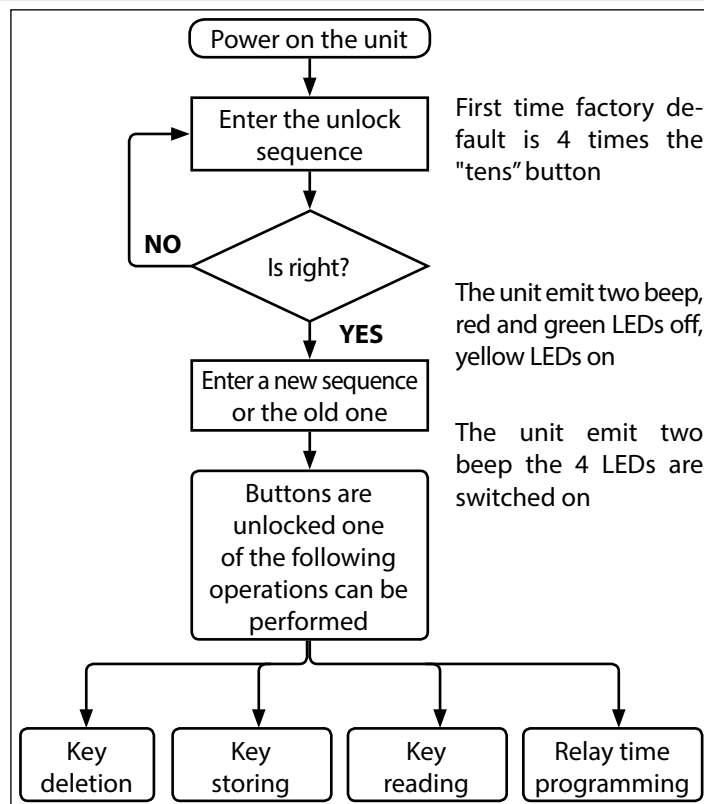 Power on the unit
Enter the unlock
sequence
First time factory de-
fault is 4 times the
"tens” button
NO
Is right?
The unit emit two beep,
red and green LEDs off,
yellow LEDs on
YES
Enter a new sequence
or the old one
The unit emit two
beep the 4 LEDs are
switched on
Buttons are
unlocked one
of the following
operations can be
performed
Key
deletion
Key
storing
Key
reading
Relay time
programming